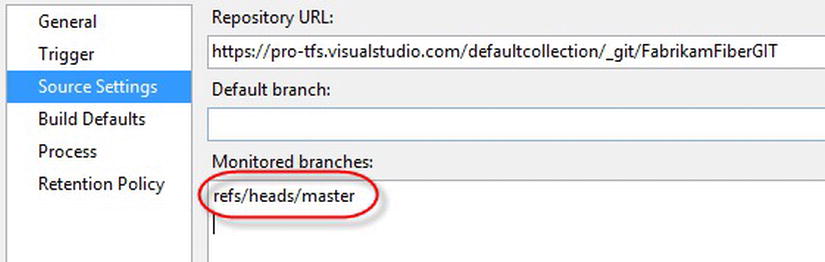 General
Trigger
Source Settings
Build Defaults
Process
Retention Policy
Repository URL:
https://pro-tfs.visualstudio.com/defaultcollection/_git/FabrikamFiberGIT
Default branch:
Monitored branches:
refs/heads/master